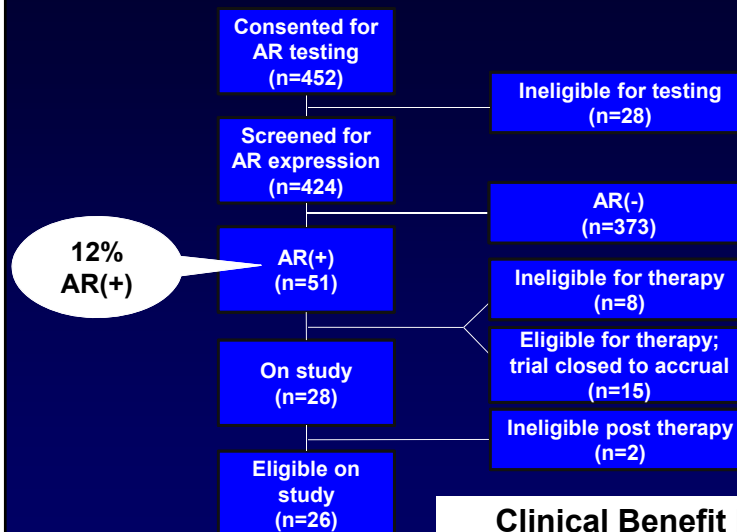 Consented for
AR testing
(n=452)
Ineligible for testing
(n=28)
Screened for
AR expression
(n=424)
AR(-)
(n=373)
12%
AR(+)
AR(+)
(n=51)
Ineligible for therapy
(n=8)
Eligible for therapy;
trial closed to accrual
(n=15)
On study
(n=28)
Ineligible post therapy
(n=2)
Eligible on
study
(n=26)
Clinical Benefit